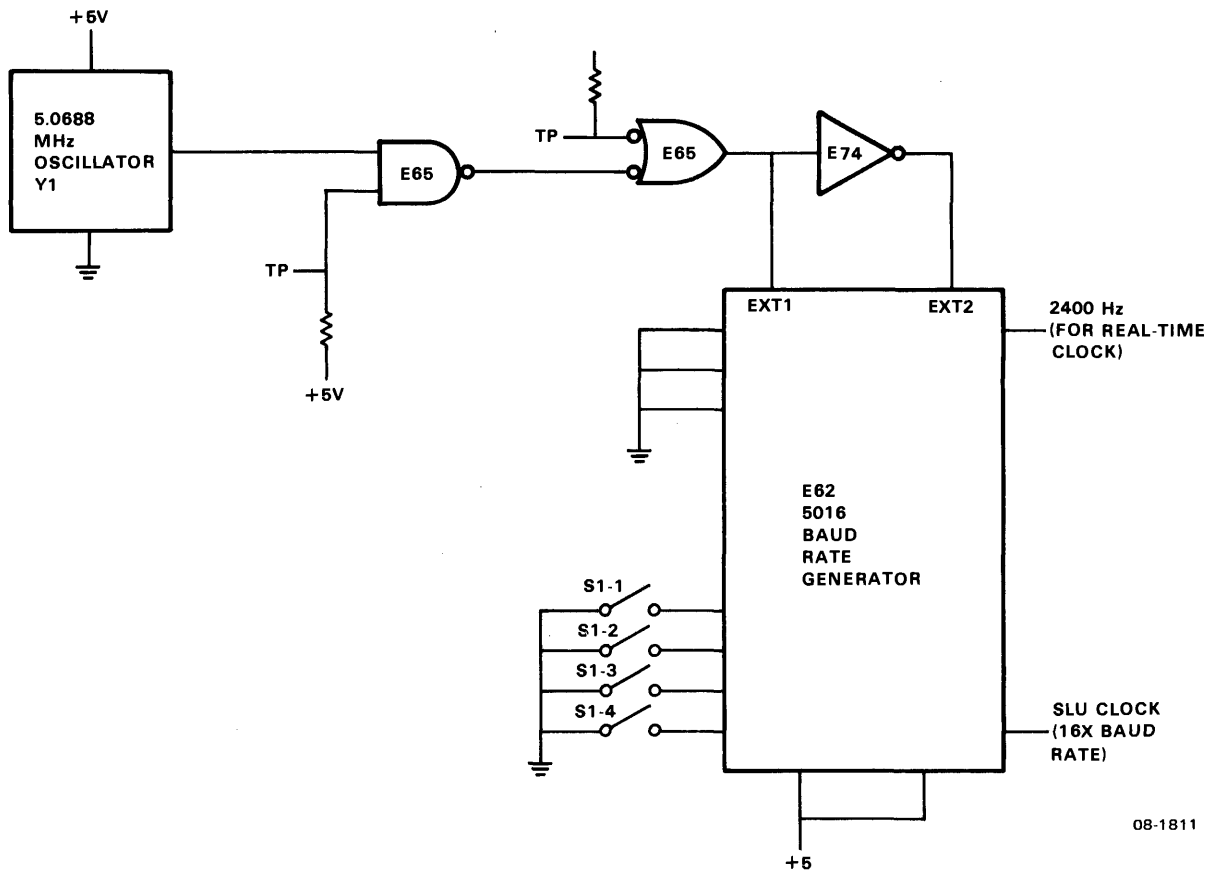 +5V
5.0688
MHz
OSCILLATOR
Y1
E65
TP
+5V
TP
E65
E74
EXT1
EXT2
2400 Hz
(FOR REAL-TIME
CLOCK)
E62
5016
BAUD
RATE
GENERATOR
S1-1
S1-2
S1-3
S1-4
SLU CLOCK
(16X BAUD
RATE)
+5
08-1811